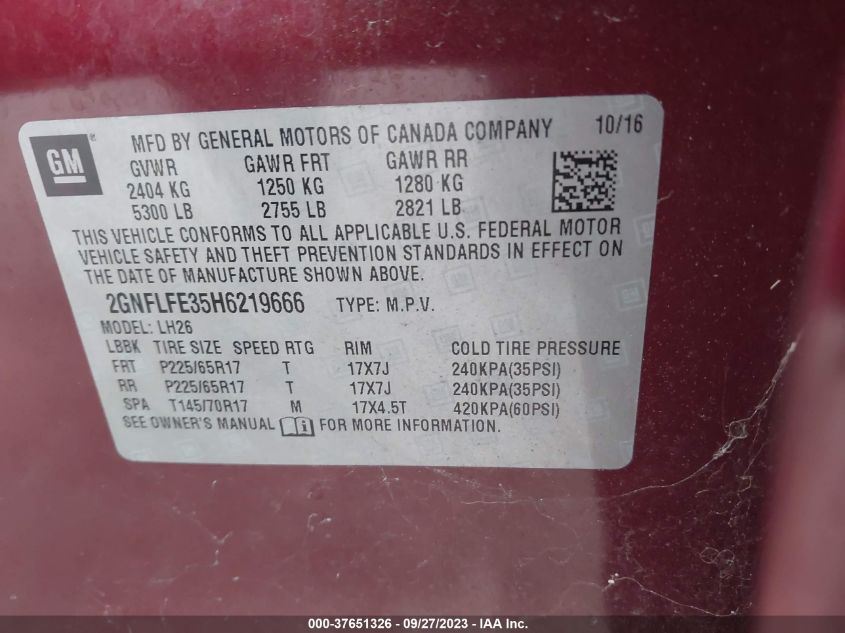 GM® MFD BY GENERAL MOTORS OF CANADA COMPANY 10/16
GVWR GAWR FRT GAWR RR
2404 KG 1250 KG 1280 KG
5300 LB 2755 LB 2821 LB
THIS VEHICLE CONFORMS TO ALL APPLICABLE U.S. FEDERAL MOTOR
VEHICLE SAFETY AND THEFT PREVENTION STANDARDS IN EFFECT ON
THE DATE OF MANUFACTURE SHOWN ABOVE.
2GNFLFE35H6219666 TYPE: M.P.V.
MODEL: LH26
LBBK TIRE SIZE SPEED RTG RIM COLD TIRE PRESSURE
FRT P225/65R17 T 17X7J 240KPA(35PSI)
RR P225/65R17 T 17X7J 240KPA(35PSI)
SPA T145/70R17 M 17X4.5T 420KPA(60PSI)
SEE OWNER'S MANUAL FOR MORE INFORMATION.
000-37651326 - 09/27/2023 - IAA Inc.